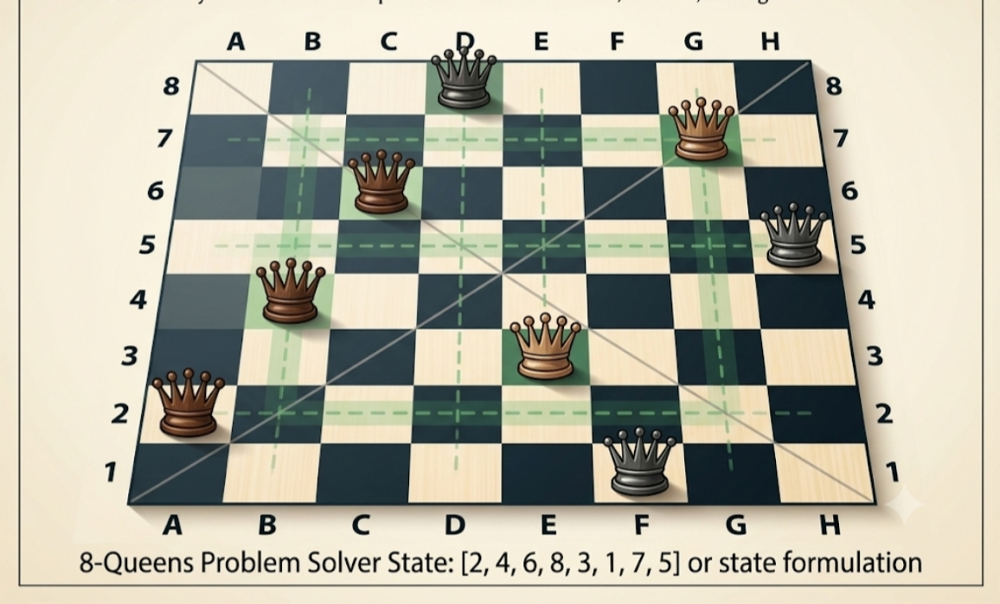 A B C D E F G H
8 8
7 7
6 6
5 5
4 4
3 3
2 2
1 1
A B C D E F G H
8-Queens Problem Solver State: [2, 4, 6, 8, 3, 1, 7, 5] or state formulation